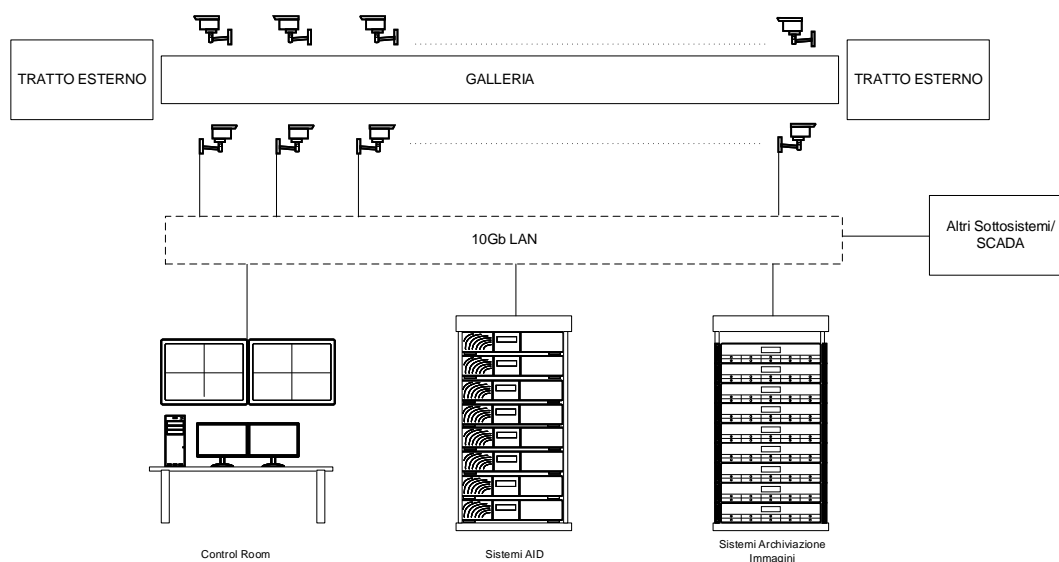 TRATTO ESTERNO
GALLERIA
TRATTO ESTERNO
10Gb LAN
Altri Sottosistemi/
SCADA
Control Room
Sistemi AID
Sistemi Archiviazione
Immagini